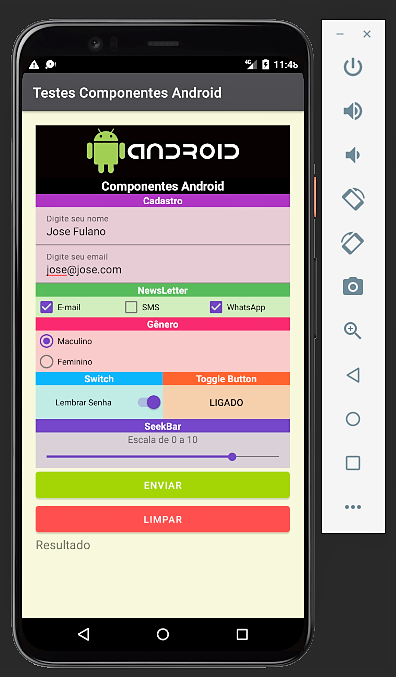 4G 11:46
Testes Componentes Android
ANDROID
Componentes Android
Cadastro
Digite seu nome
Jose Fulano
Digite seu email
jose@jose.com
NewsLetter
E-mail SMS WhatsApp
Gênero
Maculino
Feminino
Switch Toggle Button
Lembrar Senha LIGADO
SeekBar
Escala de 0 a 10
ENVIAR
LIMPAR
Resultado